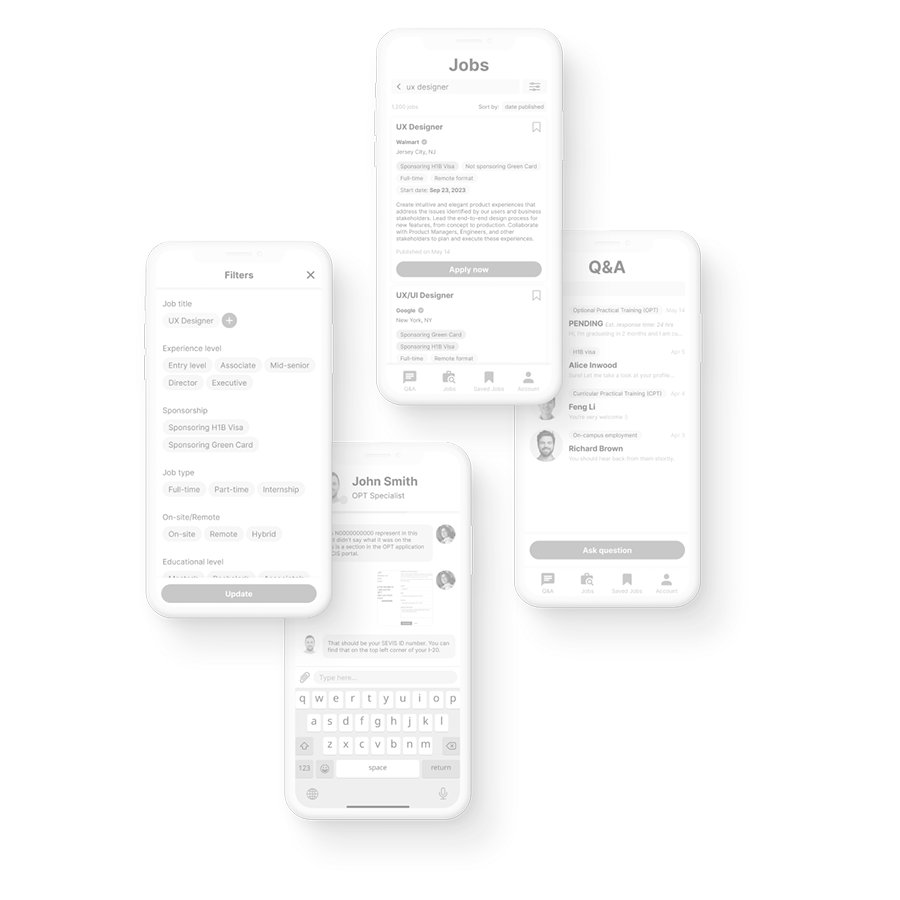 Jobs
ux designer
1,200 jobs
Sort by: date published
UX Designer
Walmart
Jersey City, NJ
Sponsoring H1B Visa Not sponsoring Green Card
Full-time Remote format
Start date: Sep 23, 2023
Create intuitive and elegant product experiences that
address the issues identified by our users and business
stakeholders. Lead the end-to-end design process for
new features, from concept to production. Collaborate
with Product Managers, Engineers, and other
stakeholders to plan and execute these experiences.
Published on May 14
Apply now
UX/UI Designer
Google
New York, NY
Sponsoring Green Card
Sponsoring H1B Visa
Full-time Remote format
Q&A Jobs Saved Jobs Account
Filters
Job title
UX Designer
Experience level
Entry level Associate Mid-senior
Director Executive
Sponsorship
Sponsoring H1B Visa
Sponsoring Green Card
Job type
Full-time Part-time Internship
On-site/Remote
On-site Remote Hybrid
Educational level
Update
Q&A
Optional Practical Training (OPT) May 14
PENDING Est. response time: 24 hrs
Hi, I'm graduating in 2 months and I am cu...
H1B visa Apr 5
Alice Inwood
Sure! Let me take a look at your profile...
Curricular Practical Training (CPT) Apr 4
Feng Li
You're very welcome :)
On-campus employment Apr 3
Richard Brown
You should hear back from them shortly.
Ask question
Q&A Jobs Saved Jobs Account
John Smith
OPT Specialist
N0000000000 represent in this
didn't say what it was on the
is a section in the OPT application
portal.
That should be your SEVIS ID number. You can
find that on the top left corner of your I-20.
Type here...
q w e r t y u i o p
a s d f g h j k l
z x c v b n m
123 space return